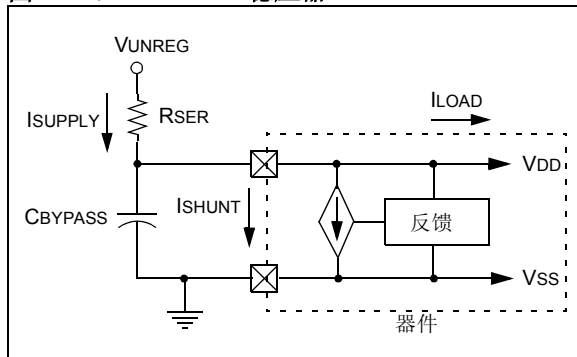 VUNREG
ISUPPLY
RSER
ILOAD
VDD
CBYPASS
ISHUNT
反馈
VSS
器件